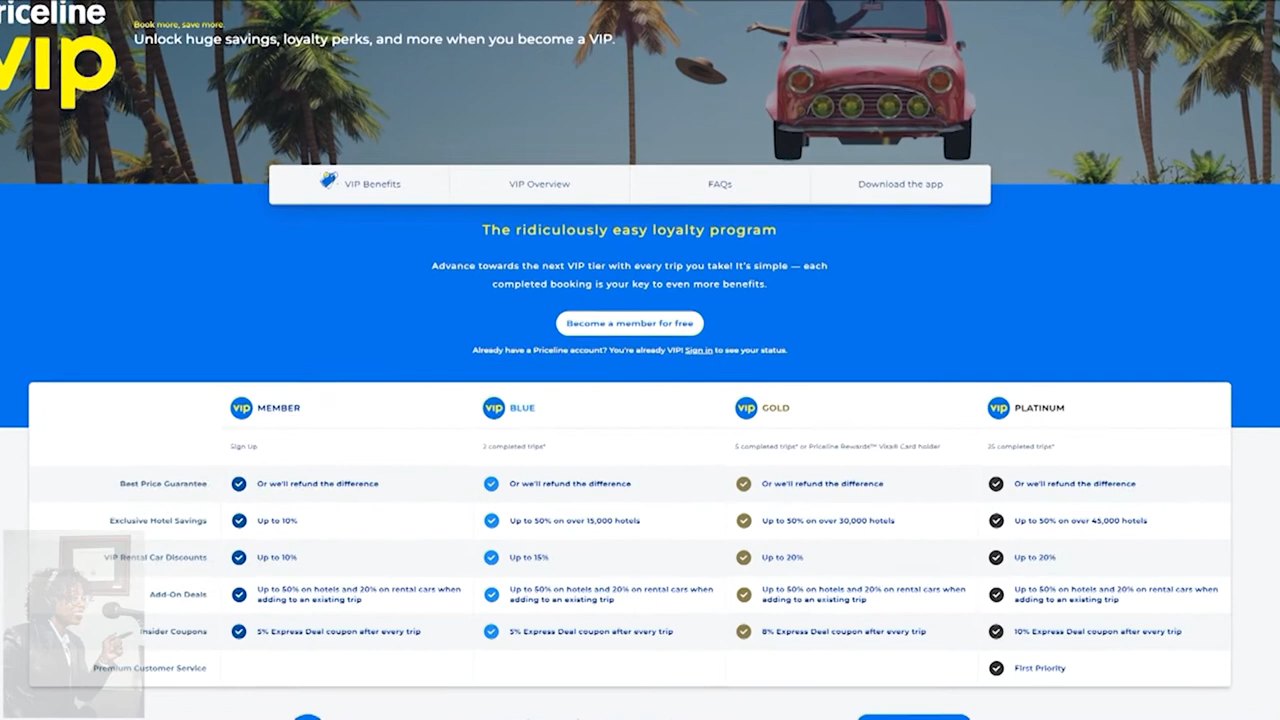 riceline
vip
Book more, save more.
Unlock huge savings, loyalty perks, and more when you become a VIP.
VIP Benefits
VIP Overview
FAQs
Download the app
The ridiculously easy loyalty program
Advance towards the next VIP tier with every trip you take! It's simple — each
completed booking is your key to even more benefits.
Become a member for free
Already have a Priceline account? You're already VIP! Sign in to see your status.
vip MEMBER
vip BLUE
vip GOLD
vip PLATINUM
Sign Up
2 completed trips*
5 completed trips* or Priceline Rewards™ Visa® Card holder
25 completed trips*
Best Price Guarantee
Or we'll refund the difference
Or we'll refund the difference
Or we'll refund the difference
Or we'll refund the difference
Exclusive Hotel Savings
Up to 10%
Up to 50% on over 15,000 hotels
Up to 50% on over 30,000 hotels
Up to 50% on over 45,000 hotels
VIP Rental Car Discounts
Up to 10%
Up to 15%
Up to 20%
Up to 20%
Add-On Deals
Up to 50% on hotels and 20% on rental cars when
adding to an existing trip
Up to 50% on hotels and 20% on rental cars when
adding to an existing trip
Up to 50% on hotels and 20% on rental cars when
adding to an existing trip
Up to 50% on hotels and 20% on rental cars when
adding to an existing trip
Insider Coupons
5% Express Deal coupon after every trip
5% Express Deal coupon after every trip
8% Express Deal coupon after every trip
10% Express Deal coupon after every trip
Premium Customer Service
First Priority